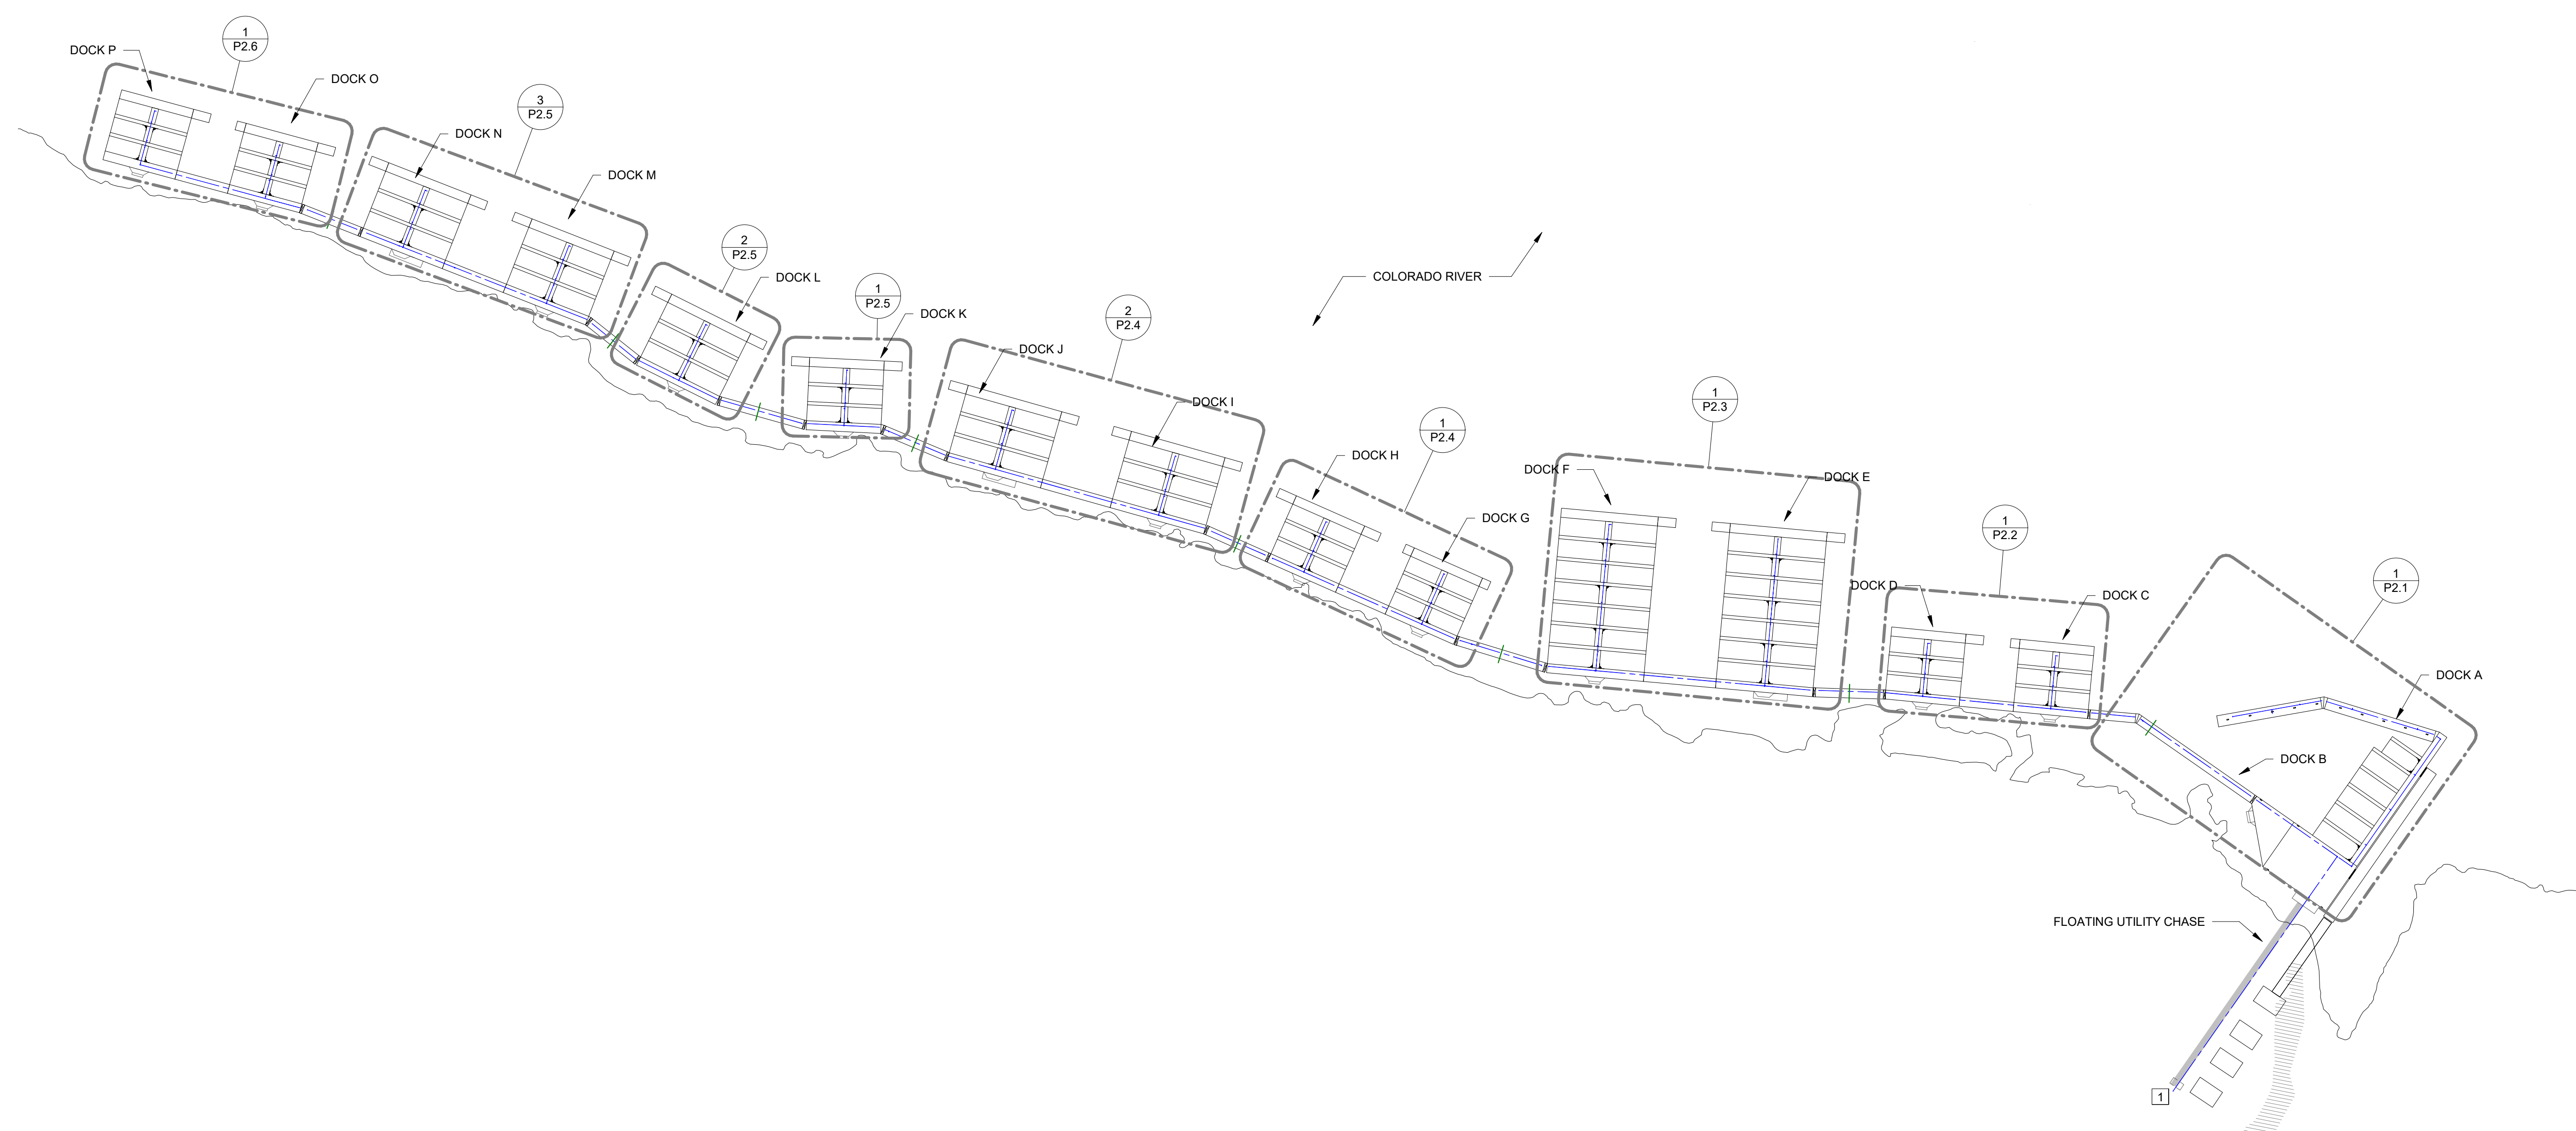 1
P2.6
DOCK P
DOCK O
3
P2.5
DOCK N
DOCK M
2
P2.5
DOCK L
1
P2.5
DOCK K
COLORADO RIVER
2
P2.4
DOCK J
DOCK I
1
P2.4
DOCK H
DOCK G
1
P2.3
DOCK F
DOCK E
1
P2.2
DOCK D
DOCK C
1
P2.1
DOCK A
DOCK B
FLOATING UTILITY CHASE
1